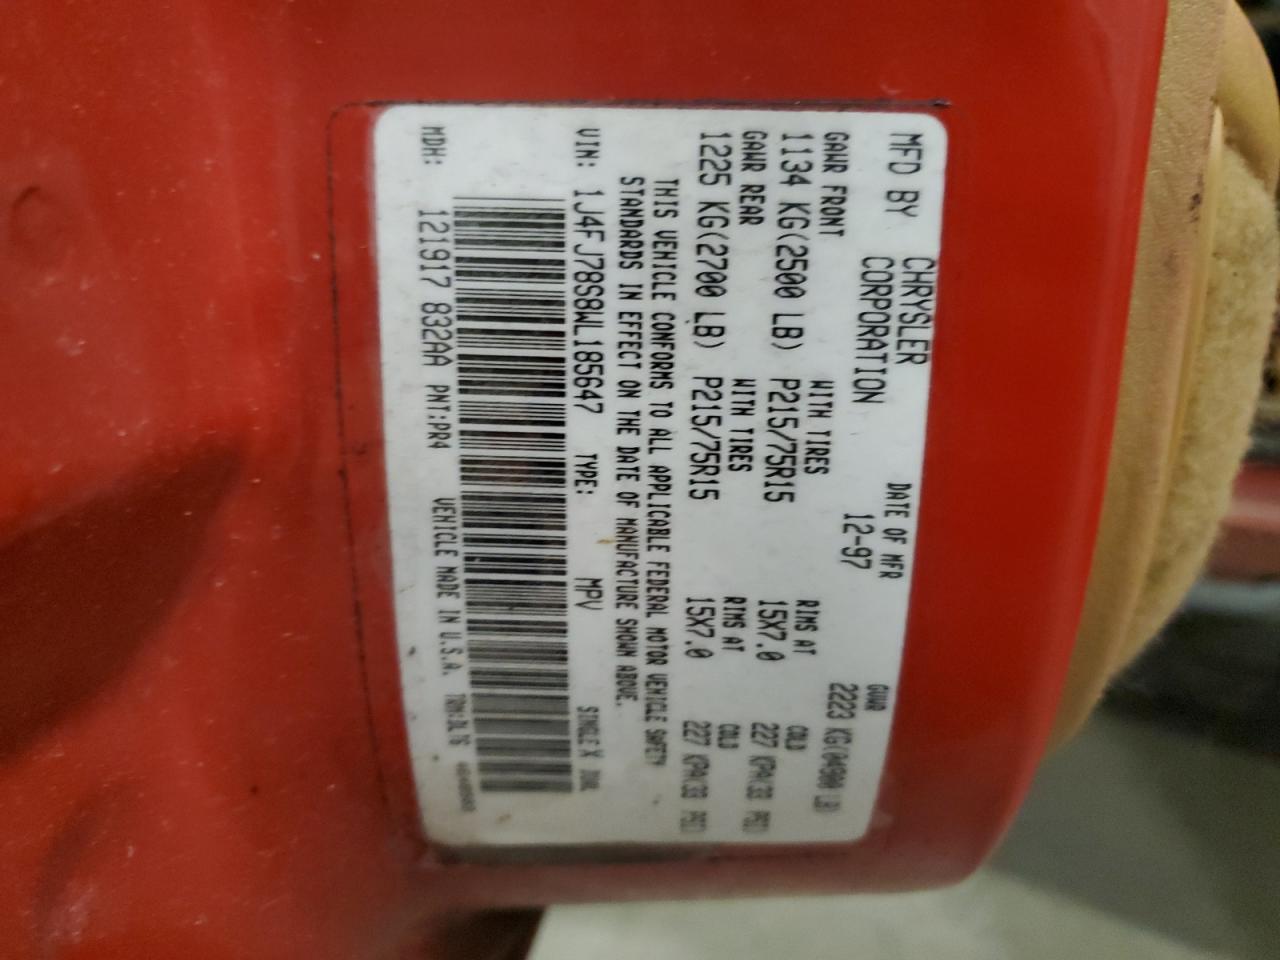 MFD BY CHRYSLER CORPORATION
DATE OF MFR 12-97
GVWR 2223 KG(04900 LB)
GAWR FRONT WITH TIRES RIMS AT COLD
1134 KG(2500 LB) P215/75R15 15X7.0 227 KPA(33 PSI)
GAWR REAR WITH TIRES RIMS AT COLD
1225 KG(2700 LB) P215/75R15 15X7.0 227 KPA(33 PSI)
THIS VEHICLE CONFORMS TO ALL APPLICABLE FEDERAL MOTOR VEHICLE SAFETY
STANDARDS IN EFFECT ON THE DATE OF MANUFACTURE SHOWN ABOVE.
VIN: 1J4FJ78S8WL185647 TYPE: MPV SINGLE X DUAL
MDH: 121917 832AA PNT:PR4 VEHICLE MADE IN U.S.A.